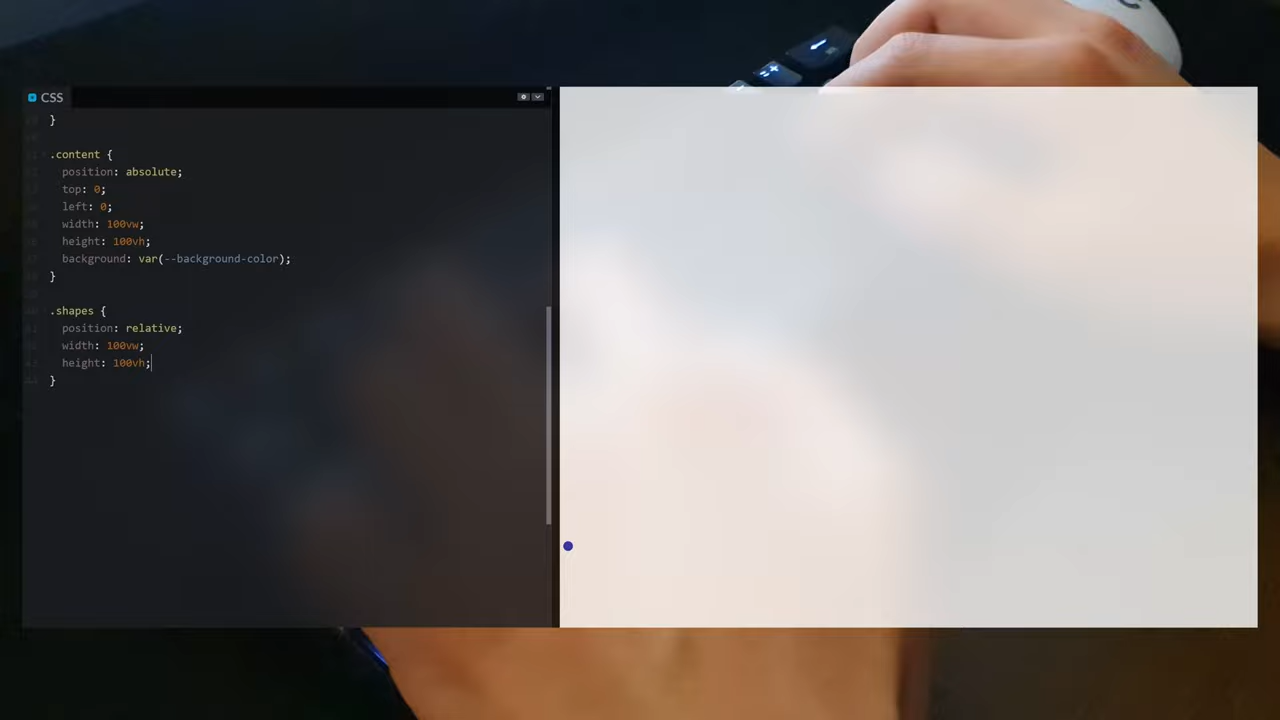 CSS
}
.content {
position: absolute;
top: 0;
left: 0;
width: 100vw;
height: 100vh;
background: var(--background-color);
}
.shapes {
position: relative;
width: 100vw;
height: 100vh;
}